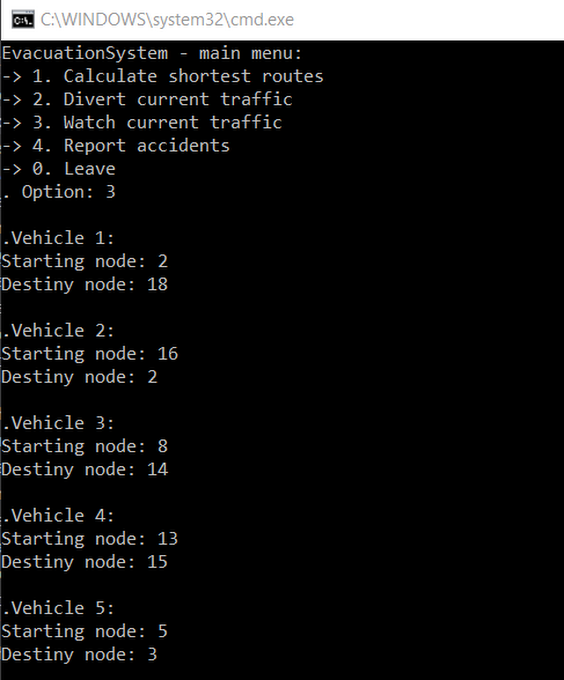 C:\WINDOWS\system32\cmd.exe
EvacuationSystem - main menu:
-> 1. Calculate shortest routes
-> 2. Divert current traffic
-> 3. Watch current traffic
-> 4. Report accidents
-> 0. Leave
. Option: 3
.Vehicle 1:
Starting node: 2
Destiny node: 18
.Vehicle 2:
Starting node: 16
Destiny node: 2
.Vehicle 3:
Starting node: 8
Destiny node: 14
.Vehicle 4:
Starting node: 13
Destiny node: 15
.Vehicle 5:
Starting node: 5
Destiny node: 3